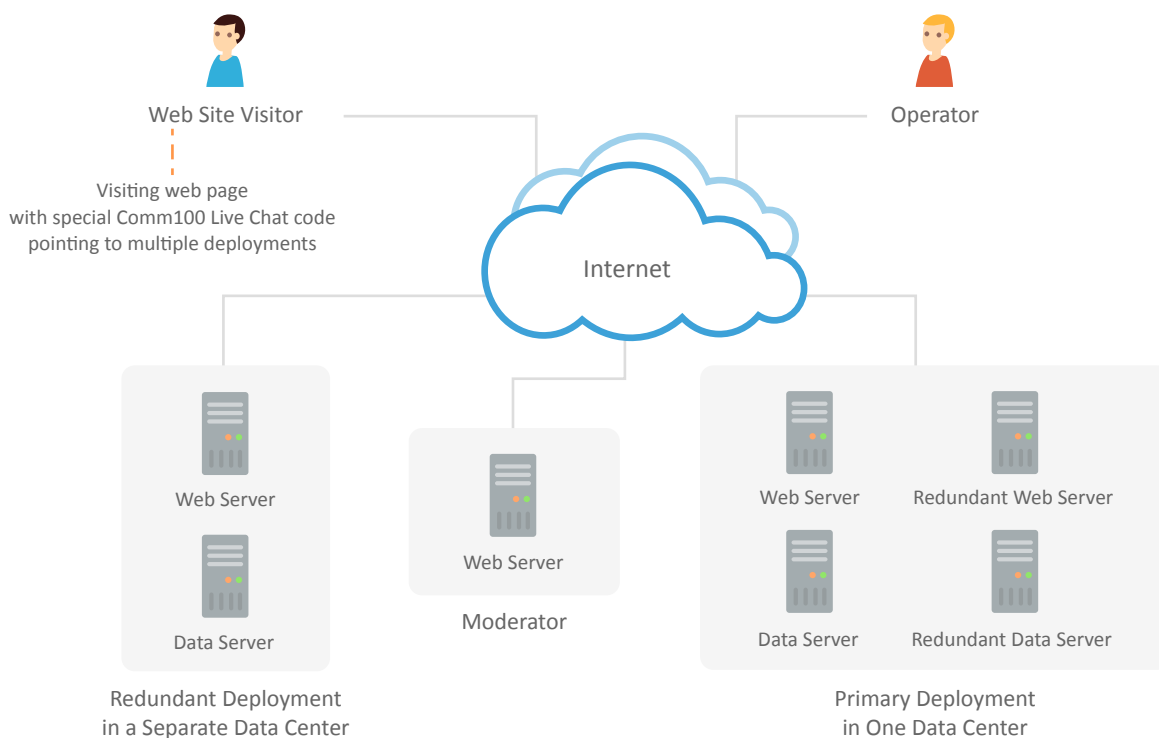 Web Site Visitor
Operator
Visiting web page
with special Comm100 Live Chat code
pointing to multiple deployments
Internet
Web Server
Data Server
Redundant Deployment
in a Separate Data Center
Web Server
Moderator
Web Server
Redundant Web Server
Data Server
Redundant Data Server
Primary Deployment
in One Data Center